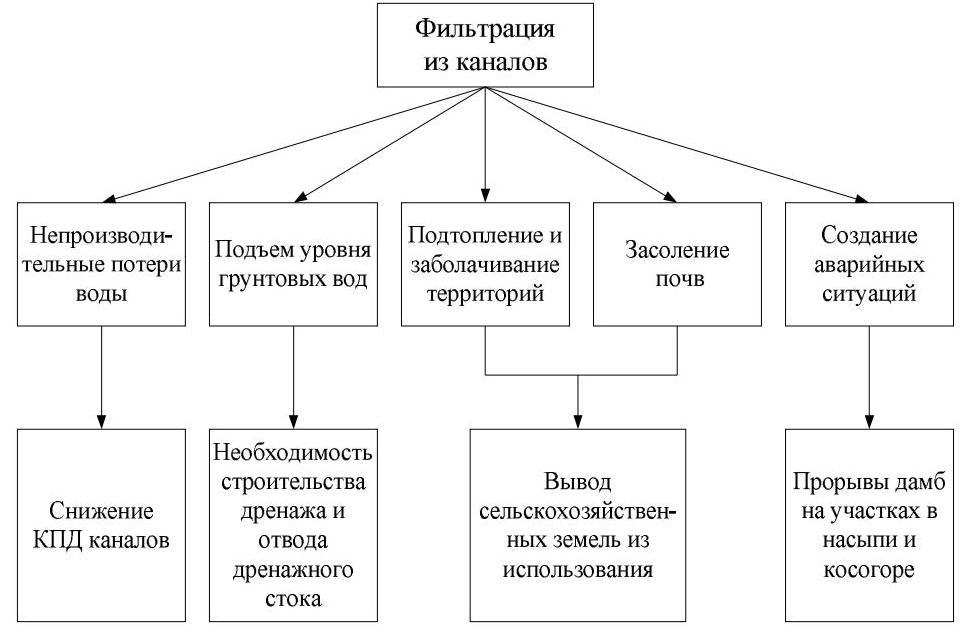 Фильтрация
из каналов
Непроизводи-
тельные потери
воды
Подъем уровня
грунтовых вод
Подтопление и
заболачивание
территорий
Засоление
почв
Создание
аварийных
ситуаций
Снижение
КПД каналов
Необходимость
строительства
дренажа и
отвода
дренажного
стока
Вывод
сельскохозяйствен-
ных земель из
использования
Прорывы дамб
на участках в
насыпи и
косогоре